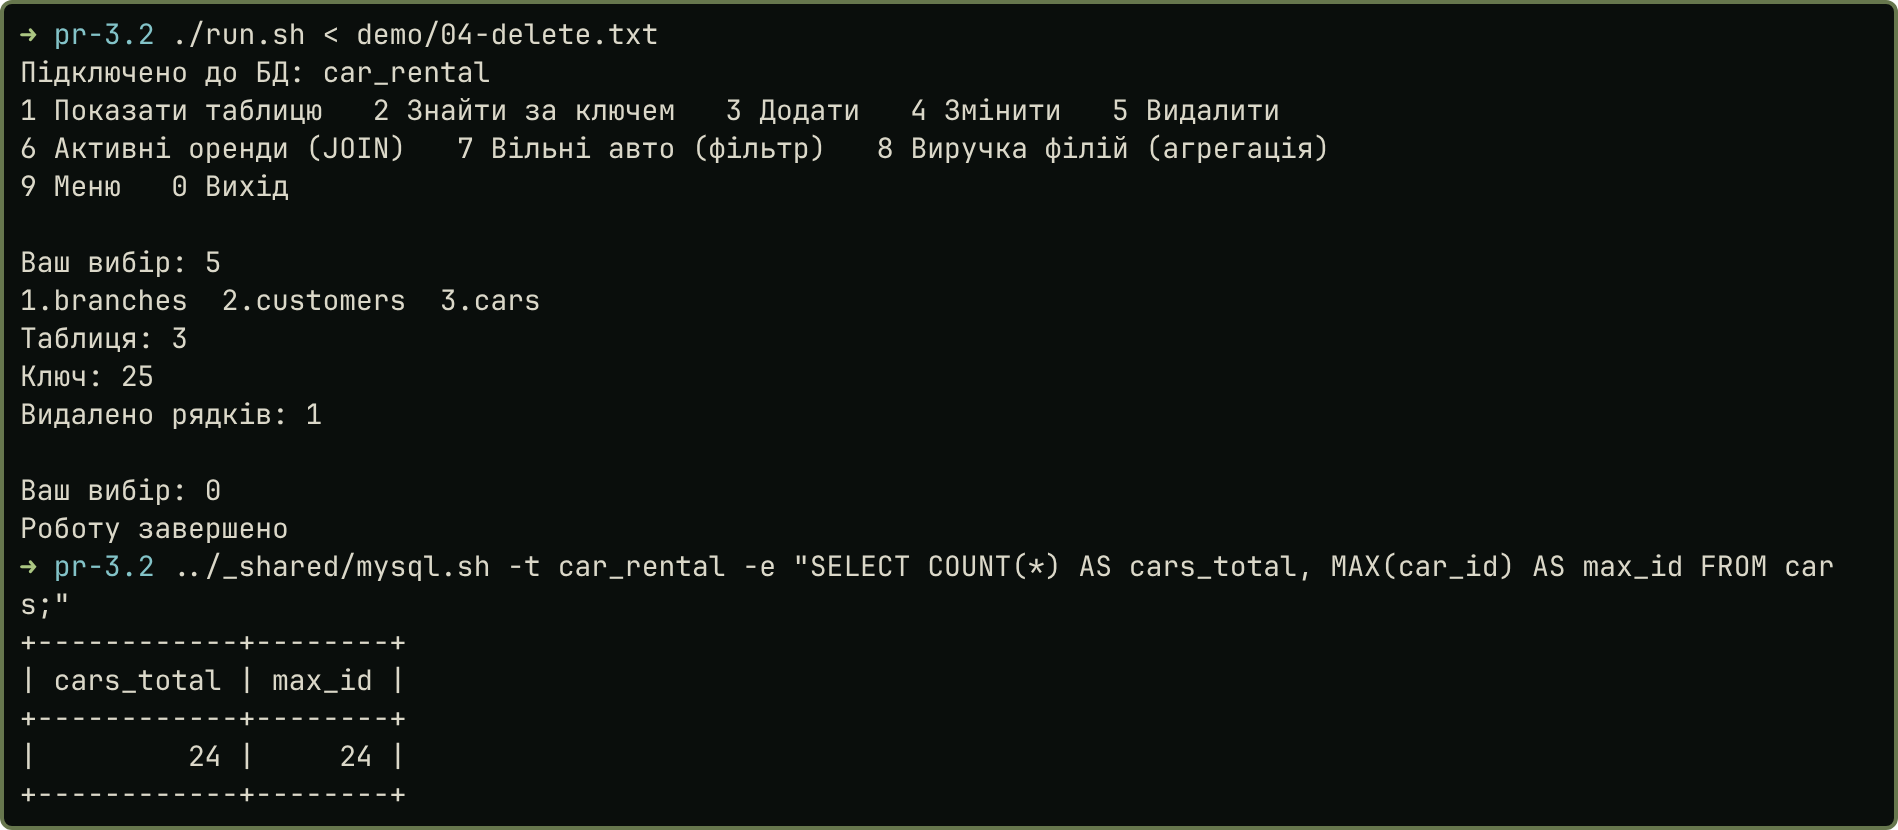 ➜ pr-3.2 ./run.sh < demo/04-delete.txt
Підключено до БД: car_rental
1 Показати таблицю   2 Знайти за ключем   3 Додати   4 Змінити   5 Видалити
6 Активні оренди (JOIN)   7 Вільні авто (фільтр)   8 Виручка філій (агрегація)
9 Меню   0 Вихід

Ваш вибір: 5
1.branches  2.customers  3.cars
Таблиця: 3
Ключ: 25
Видалено рядків: 1

Ваш вибір: 0
Роботу завершено
➜ pr-3.2 ../_shared/mysql.sh -t car_rental -e "SELECT COUNT(*) AS cars_total, MAX(car_id) AS max_id FROM car
s;"
+------------+--------+
| cars_total | max_id |
+------------+--------+
|         24 |     24 |
+------------+--------+